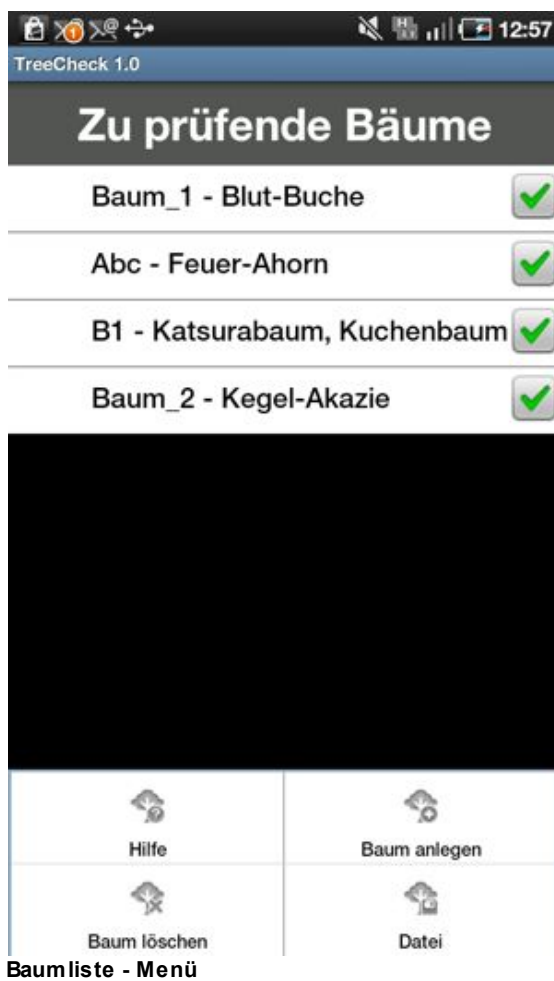 12:57
TreeCheck 1.0
Zu prüfende Bäume
Baum_1 - Blut-Buche
Abc - Feuer-Ahorn
B1 - Katsurabaum, Kuchenbaum
Baum_2 - Kegel-Akazie
Hilfe
Baum anlegen
Baum löschen
Datei
Baumliste - Menü